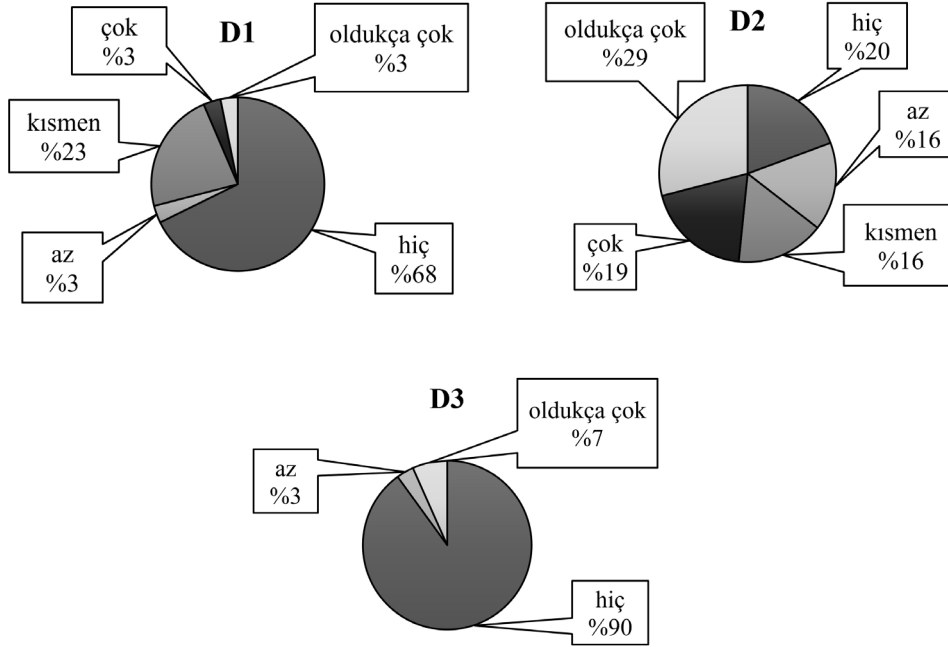 D1
çok
%3
oldukça çok
%3
kısmen
%23
az
%3
hiç
%68
D2
oldukça çok
%29
hiç
%20
az
%16
çok
%19
kısmen
%16
D3
oldukça çok
%7
az
%3
hiç
%90